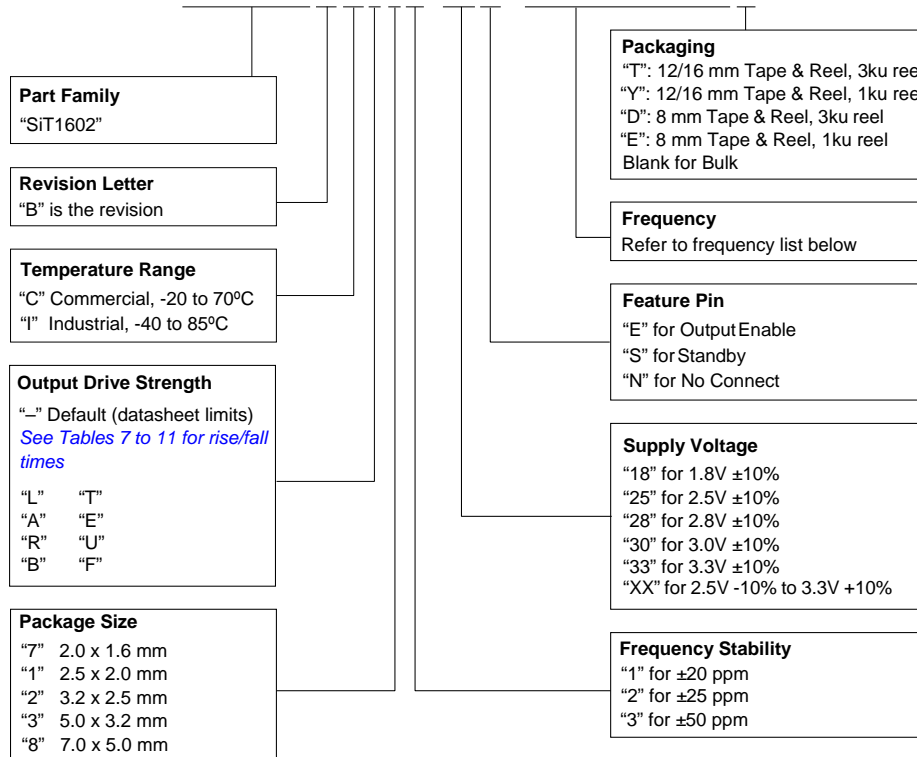 Part Family
“SiT1602”
Revision Letter
“B” is the revision
Temperature Range
“C” Commercial, -20 to 70ºC
“I” Industrial, -40 to 85ºC
Output Drive Strength
“–” Default (datasheet limits)
See Tables 7 to 11 for rise/fall
times
“L” “T”
“A” “E”
“R” “U”
“B” “F”
Package Size
“7” 2.0 x 1.6 mm
“1” 2.5 x 2.0 mm
“2” 3.2 x 2.5 mm
“3” 5.0 x 3.2 mm
“8” 7.0 x 5.0 mm
Packaging
“T”: 12/16 mm Tape & Reel, 3ku ree
“Y”: 12/16 mm Tape & Reel, 1ku ree
“D”: 8 mm Tape & Reel, 3ku reel
“E”: 8 mm Tape & Reel, 1ku reel
Blank for Bulk
Frequency
Refer to frequency list below
Feature Pin
“E” for Output Enable
“S” for Standby
“N” for No Connect
Supply Voltage
“18” for 1.8V ±10%
“25” for 2.5V ±10%
“28” for 2.8V ±10%
“30” for 3.0V ±10%
“33” for 3.3V ±10%
“XX” for 2.5V -10% to 3.3V +10%
Frequency Stability
“1” for ±20 ppm
“2” for ±25 ppm
“3” for ±50 ppm